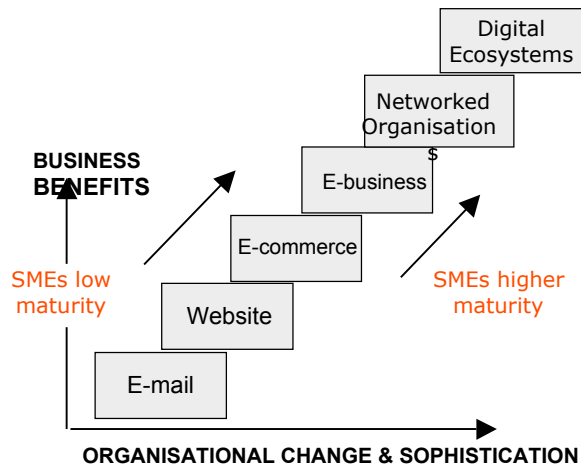 Digital
Ecosystems
Networked
Organisation
s
BUSINESS
BENEFITS
E-business
E-commerce
SMEs low
maturity
SMEs higher
maturity
Website
E-mail
ORGANISATIONAL CHANGE & SOPHISTICATION